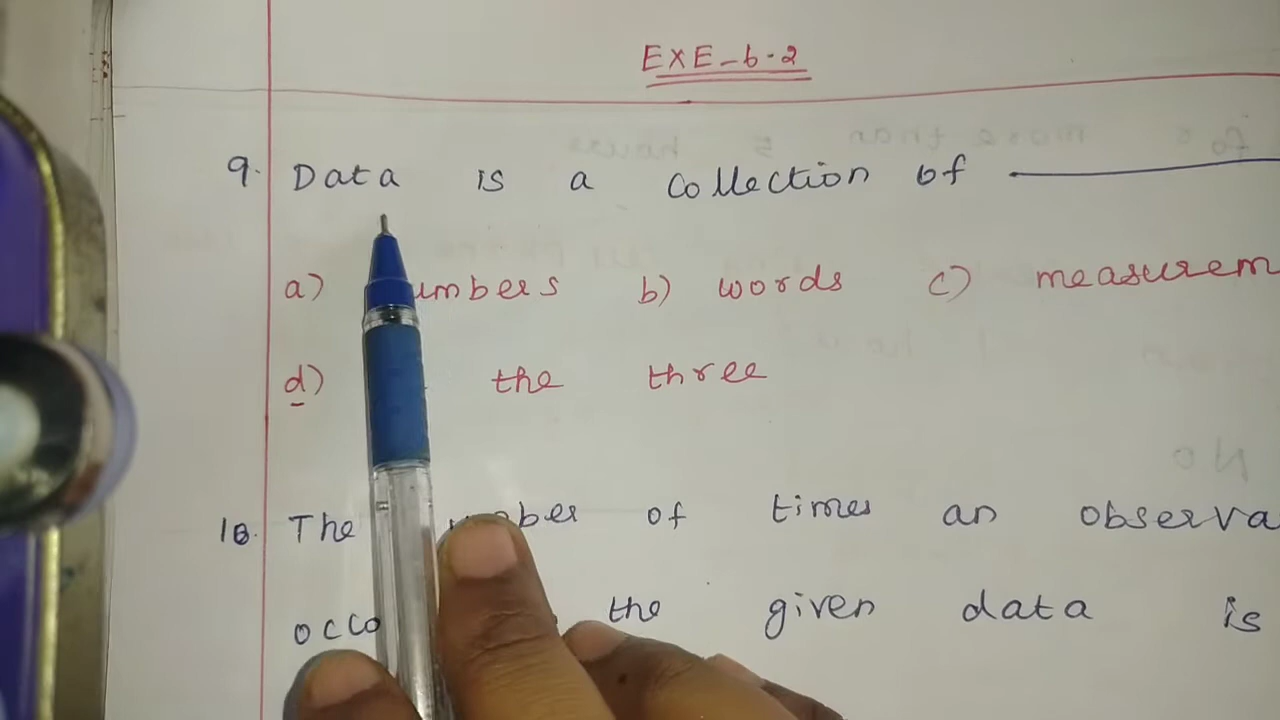 EXE-6.2
9. Data is a collection of
a) umbers b) words c) measurem
d) the three
10. The of times an observa
the given data is